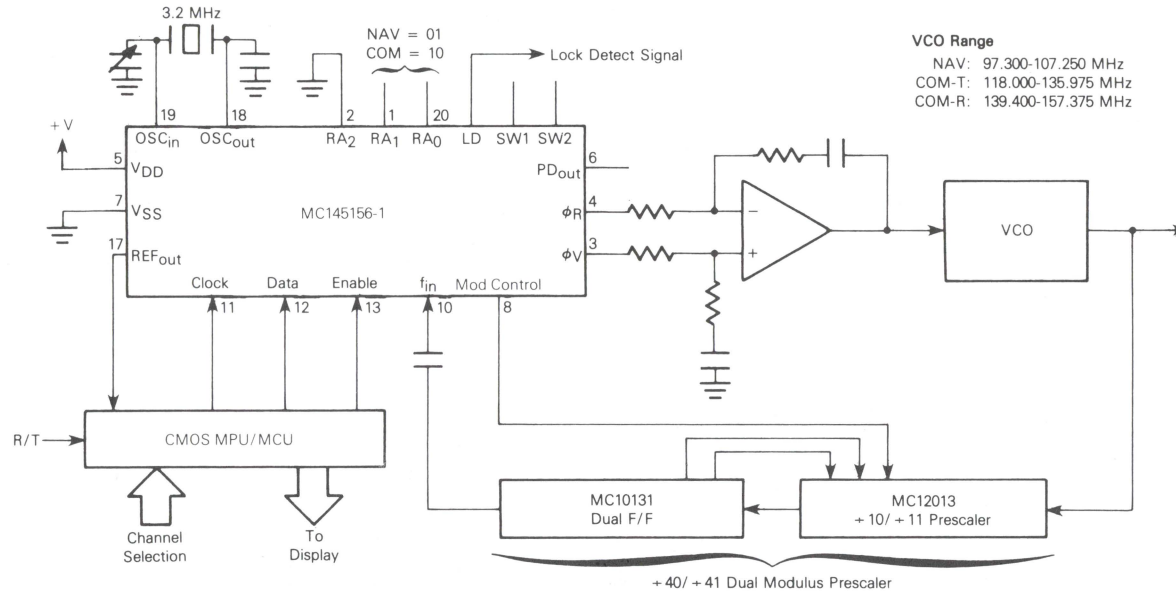 3.2 MHz
NAV = 01
COM = 10
Lock Detect Signal
VCO Range
NAV: 97.300-107.250 MHz
COM-T: 118.000-135.975 MHz
COM-R: 139.400-157.375 MHz
+V
19
18
2
1
20
OSCin
OSCout
RA2
RA1
RA0
LD
SW1
SW2
5
VDD
6
PDout
7
VSS
MC145156-1
4
ϕR
3
ϕV
17
REFout
− 
+
VCO
Clock
Data
Enable
fin
Mod Control
11
12
13
10
8
R/T
CMOS MPU/MCU
MC10131
Dual F/F
MC12013
÷10/÷11 Prescaler
Channel
Selection
To
Display
÷40/÷41 Dual Modulus Prescaler